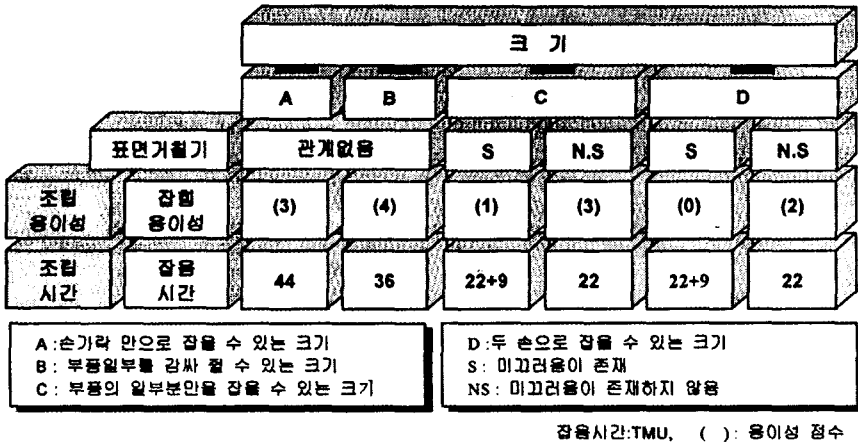 크 기
A B C D
표면거칠기 관계없음 S N.S S N.S
조립 용이성 잡힘 용이성 (3) (4) (1) (3) (0) (2)
조립 시간 잡음 시간 44 36 22+9 22 22+9 22
A : 손가락 만으로 잡을 수 있는 크기
B : 부품일부를 감싸 쥘 수 있는 크기
C : 부품의 일부분만을 잡을 수 있는 크기
D : 두 손으로 잡을 수 있는 크기
S : 미끄러움이 존재
NS : 미끄러움이 존재하지 않음
잡음시간:TMU, ( ) : 용이성 점수